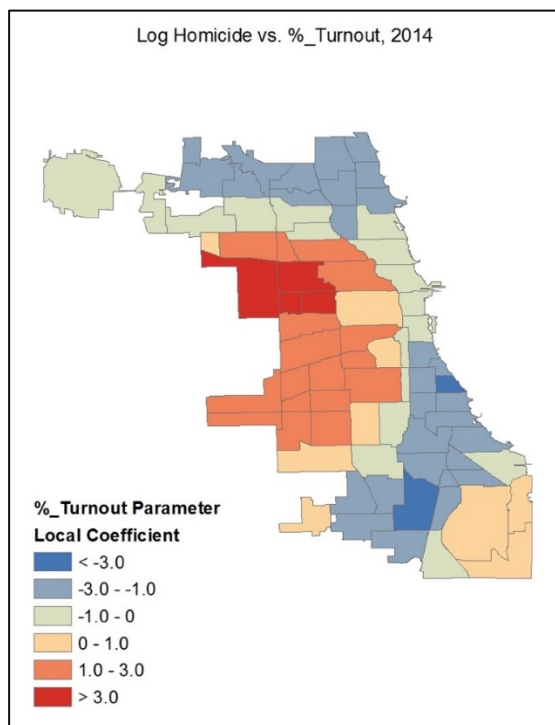 Log Homicide vs. %_Turnout, 2014
%_Turnout Parameter
Local Coefficient
< -3.0
-3.0 - -1.0
-1.0 - 0
0 - 1.0
1.0 - 3.0
> 3.0